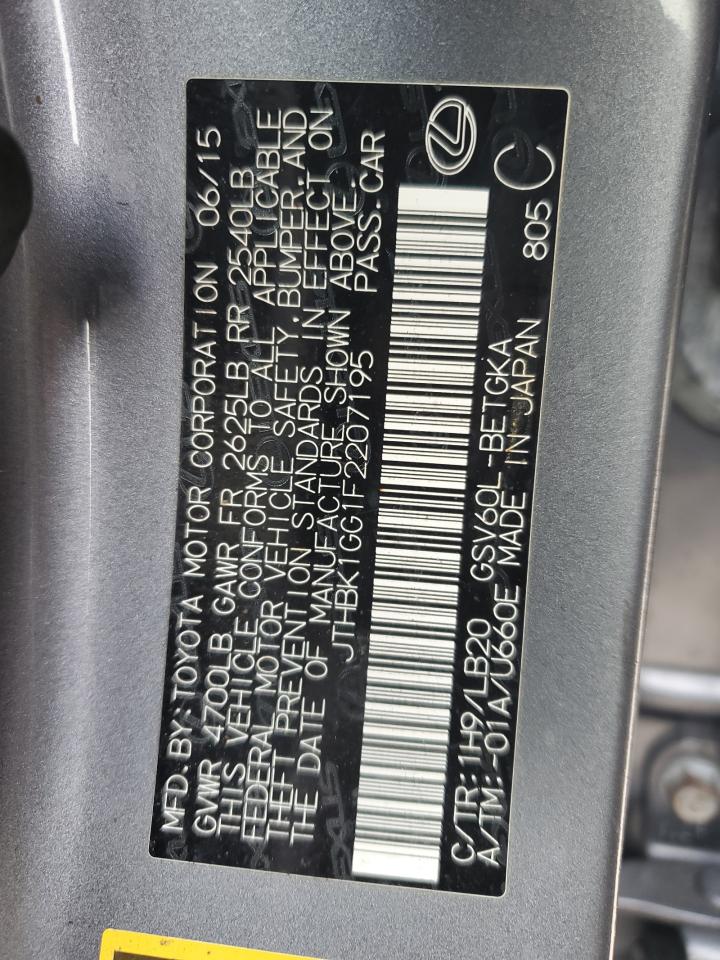 MFD. BY: TOYOTA MOTOR CORPORATION 06/15
GVWR 4700LB GAWR FR 2625LB RR 2540LB
THIS VEHICLE CONFORMS TO ALL APPLICABLE
FEDERAL MOTOR VEHICLE SAFETY, BUMPER, AND
THEFT PREVENTION STANDARDS IN EFFECT ON
THE DATE OF MANUFACTURE SHOWN ABOVE.
JTHBK1GG1F2207195 PASS.CAR
C/TR: 1H9/LB20 GSV60L-BETGKA
A/TM: -01A/U660E MADE IN JAPAN 805 C